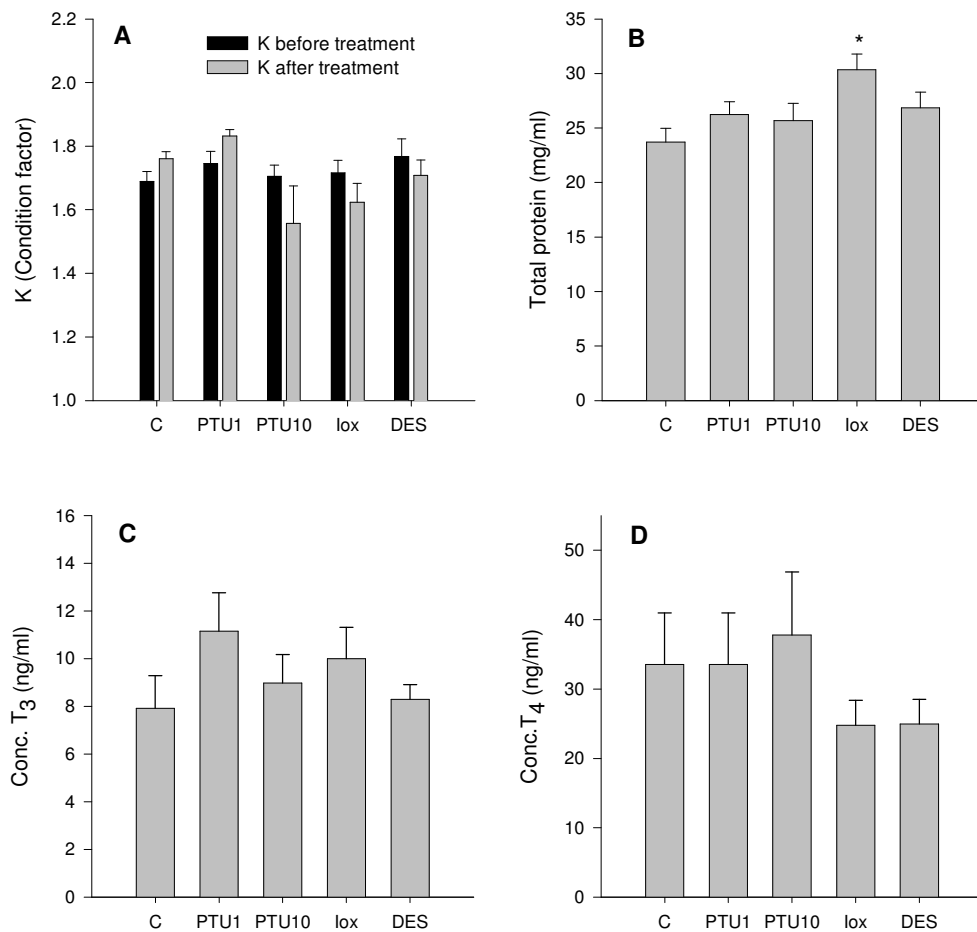 A
K before treatment
K after treatment
K (Condition factor)
2.2
2.0
1.8
1.6
1.4
1.2
1.0
C PTU1 PTU10 Iox DES
B
*
Total protein (mg/ml)
35
30
25
20
15
10
5
0
C PTU1 PTU10 Iox DES
C
Conc. T3 (ng/ml)
16
14
12
10
8
6
4
2
0
C PTU1 PTU10 Iox DES
D
Conc.T4 (ng/ml)
50
40
30
20
10
0
C PTU1 PTU10 Iox DES